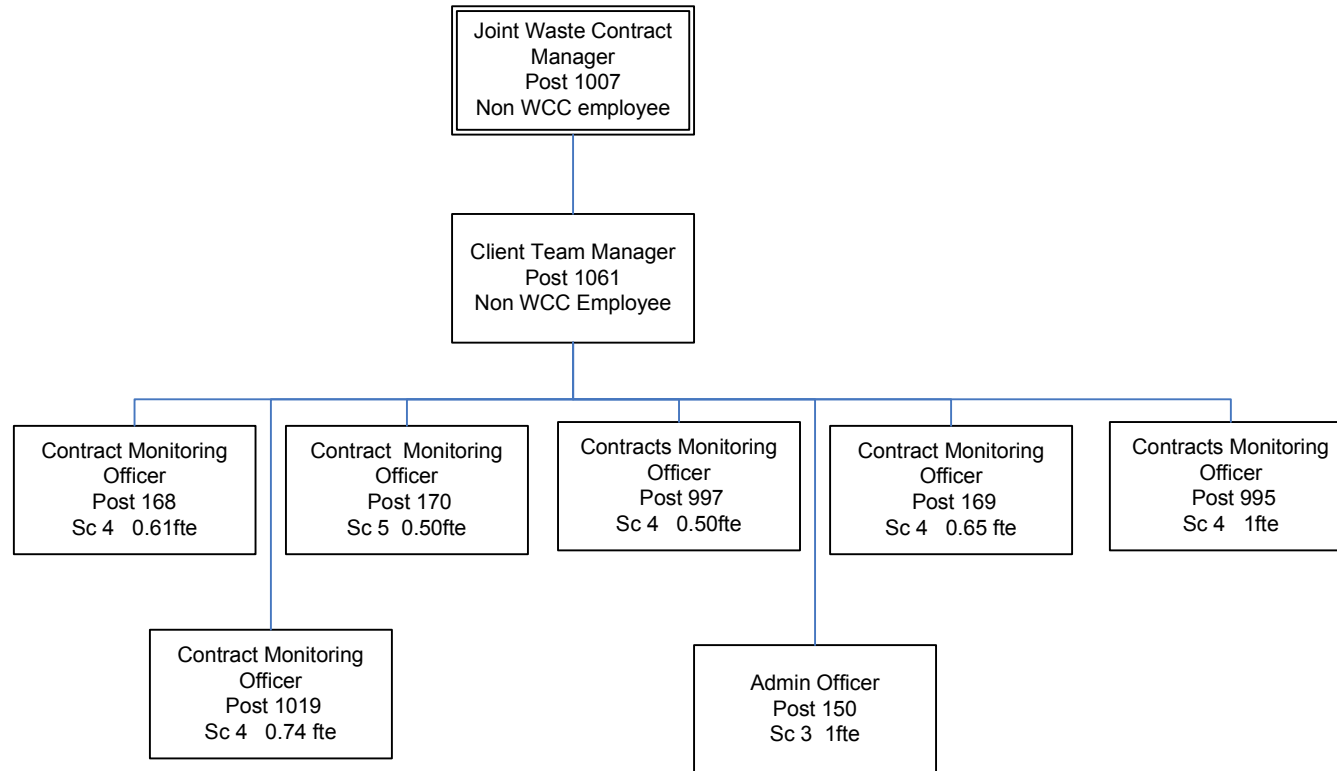 Joint Waste Contract
Manager
Post 1007
Non WCC employee
Client Team Manager
Post 1061
Non WCC Employee
Contract Monitoring
Officer
Post 168
Sc 4 0.61fte
Contract Monitoring
Officer
Post 170
Sc 5 0.50fte
Contracts Monitoring
Officer
Post 997
Sc 4 0.50fte
Contract Monitoring
Officer
Post 169
Sc 4 0.65 fte
Contracts Monitoring
Officer
Post 995
Sc 4 1fte
Contract Monitoring
Officer
Post 1019
Sc 4 0.74 fte
Admin Officer
Post 150
Sc 3 1fte